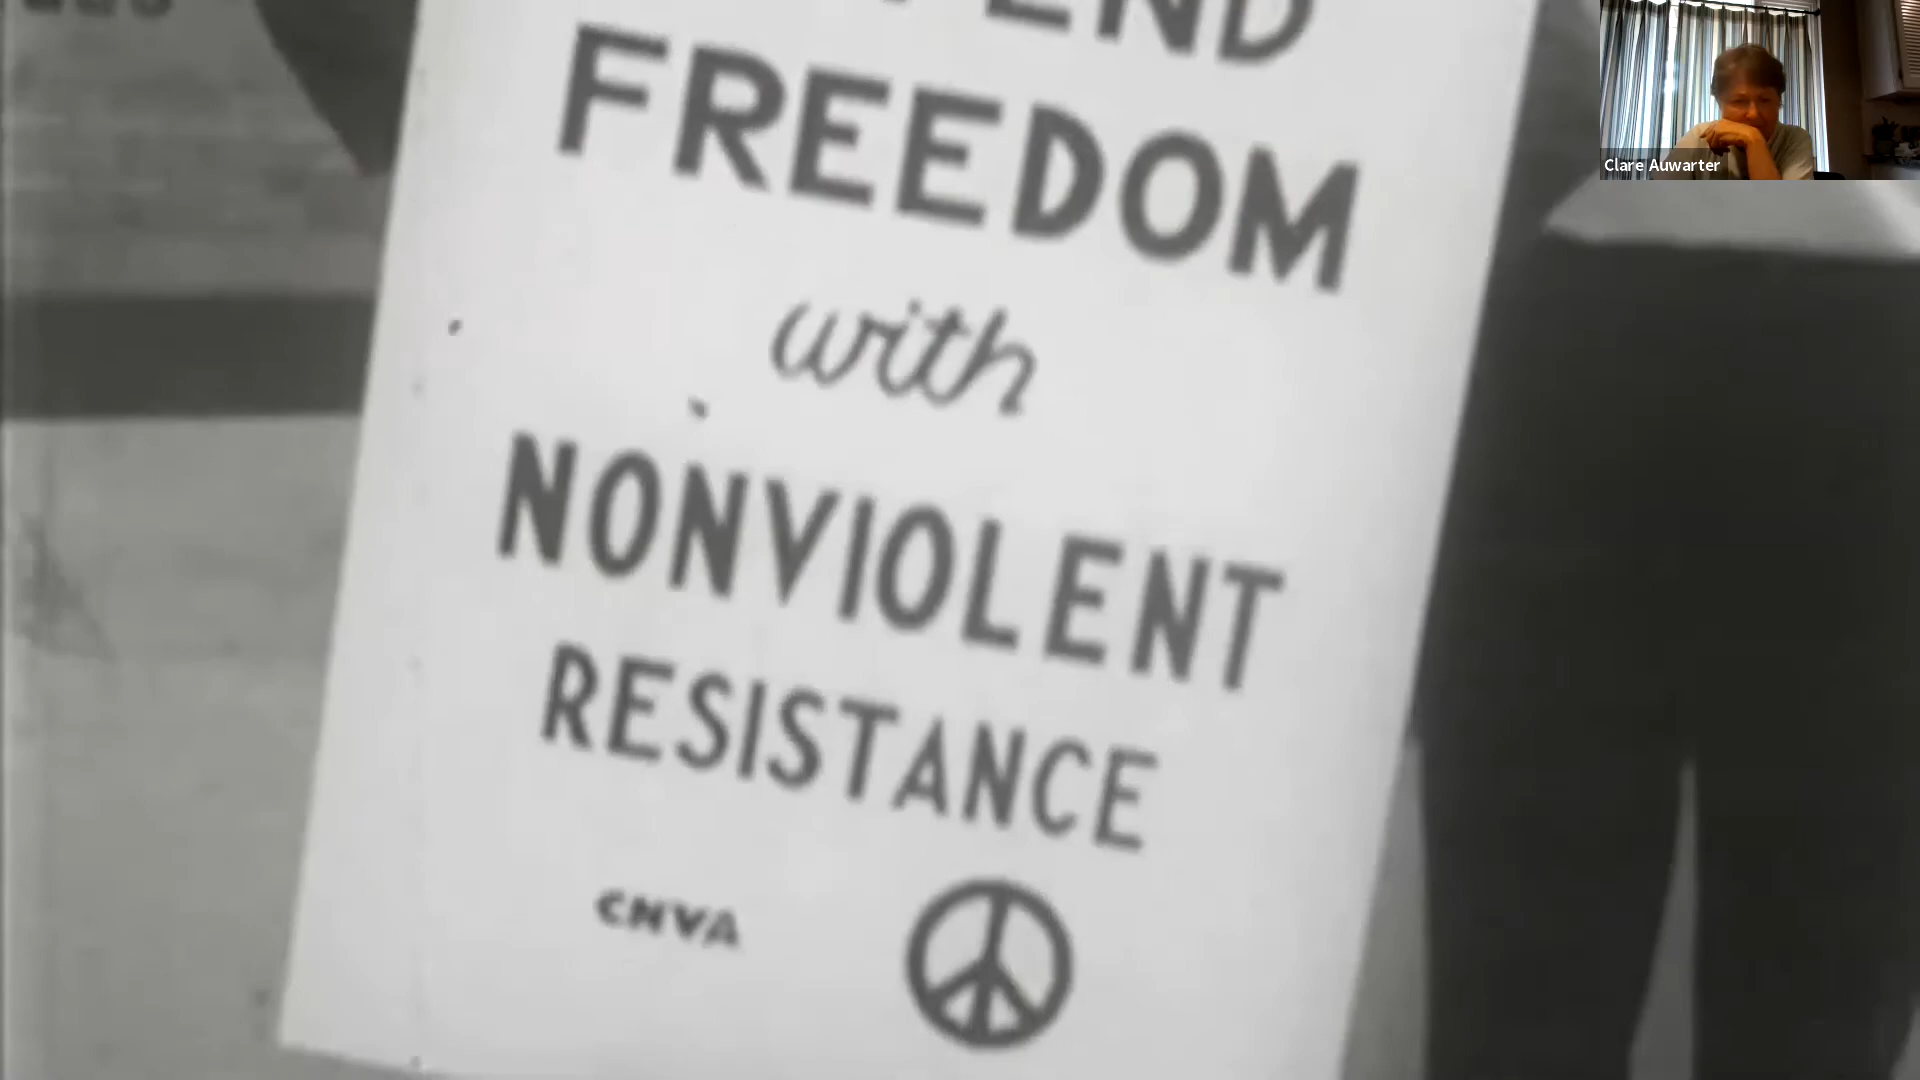 FREEDOM
with
NONVIOLENT
RESISTANCE
CNVA
Clare Auwarter